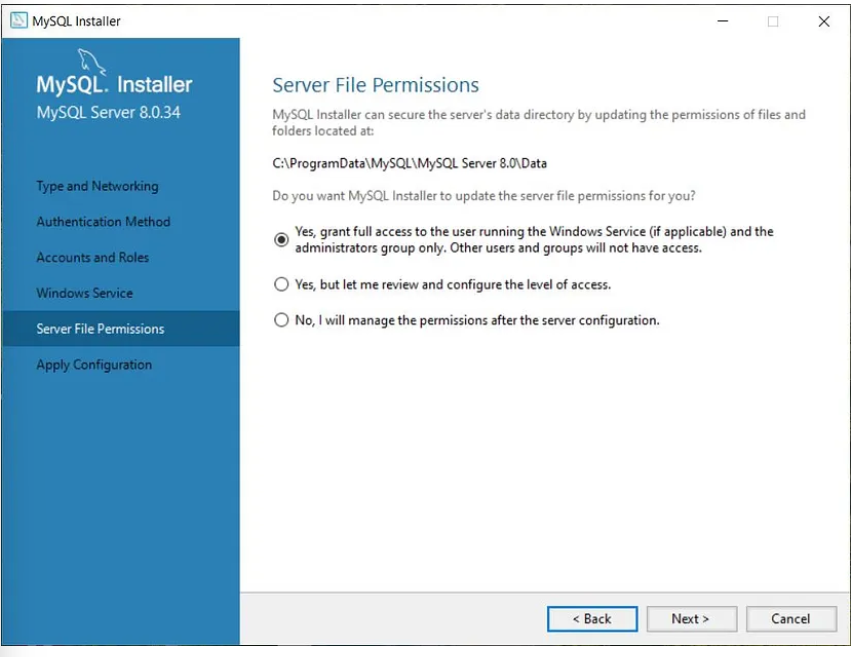 MySQL Installer
MySQL. Installer
MySQL Server 8.0.34
Type and Networking
Authentication Method
Accounts and Roles
Windows Service
Server File Permissions
Apply Configuration
Server File Permissions
MySQL Installer can secure the server's data directory by updating the permissions of files and
folders located at:
C:\ProgramData\MySQL\MySQL Server 8.0\Data
Do you want MySQL Installer to update the server file permissions for you?
Yes, grant full access to the user running the Windows Service (if applicable) and the
administrators group only. Other users and groups will not have access.
Yes, but let me review and configure the level of access.
No, I will manage the permissions after the server configuration.
< Back
Next >
Cancel